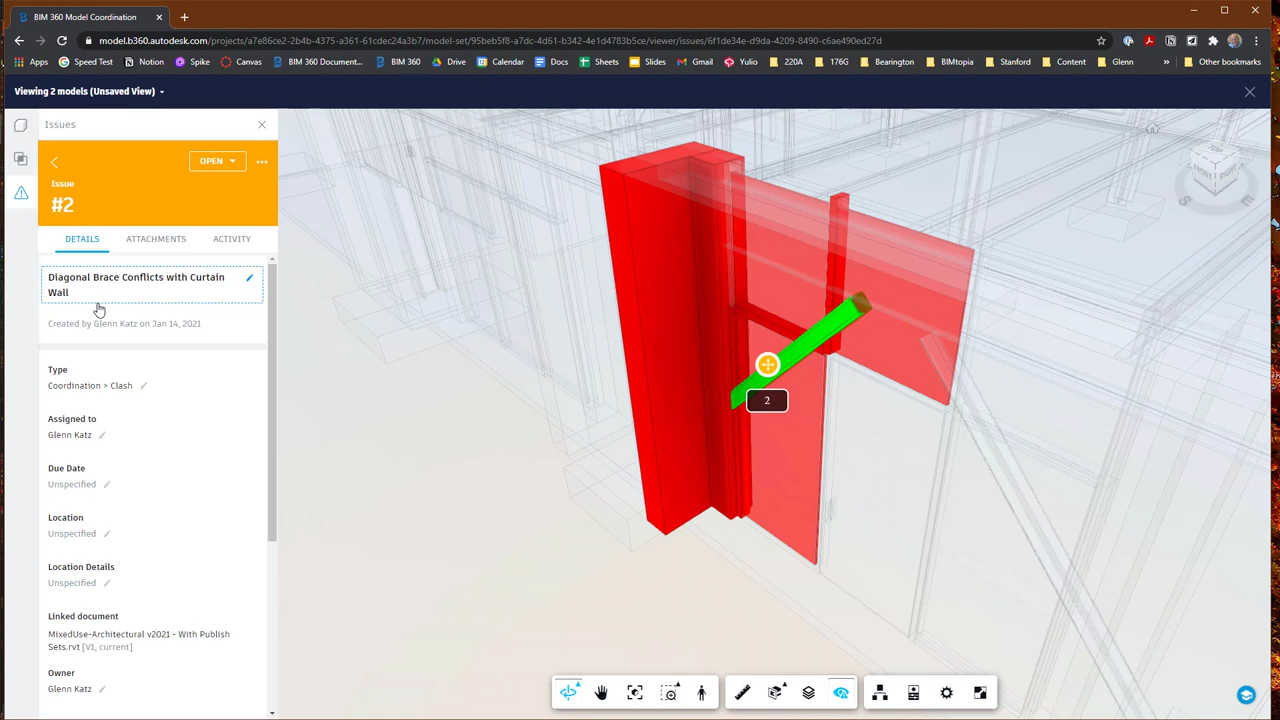 BIM 360 Model Coordination
model.b360.autodesk.com/projects/a7e86ce2-2b4b-4375-a361-61cdec24a3b7/model-set/95beb5f8-a7dc-4d61-b342-4e1d4783b5ce/viewer/issues/6f1de34e-d9da-4209-8490-c6ae490ed27d
Apps Speed Test Notion Spike Canvas BIM 360 Document... BIM 360 Drive Calendar Docs Sheets Slides Gmail Yulio 220A 176G Bearington BIMtopia Stanford Content Glenn » Other bookmarks
Viewing 2 models (Unsaved View)
Issues
OPEN
Issue
#2
DETAILS ATTACHMENTS ACTIVITY
Diagonal Brace Conflicts with Curtain
Wall
Created by Glenn Katz on Jan 14, 2021
Type
Coordination > Clash
Assigned to
Glenn Katz
Due Date
Unspecified
Location
Unspecified
Location Details
Unspecified
Linked document
MixedUse-Architectural v2021 - With Publish
Sets.rvt [V1, current]
Owner
Glenn Katz
2
FRONT
RIGHT
S
E